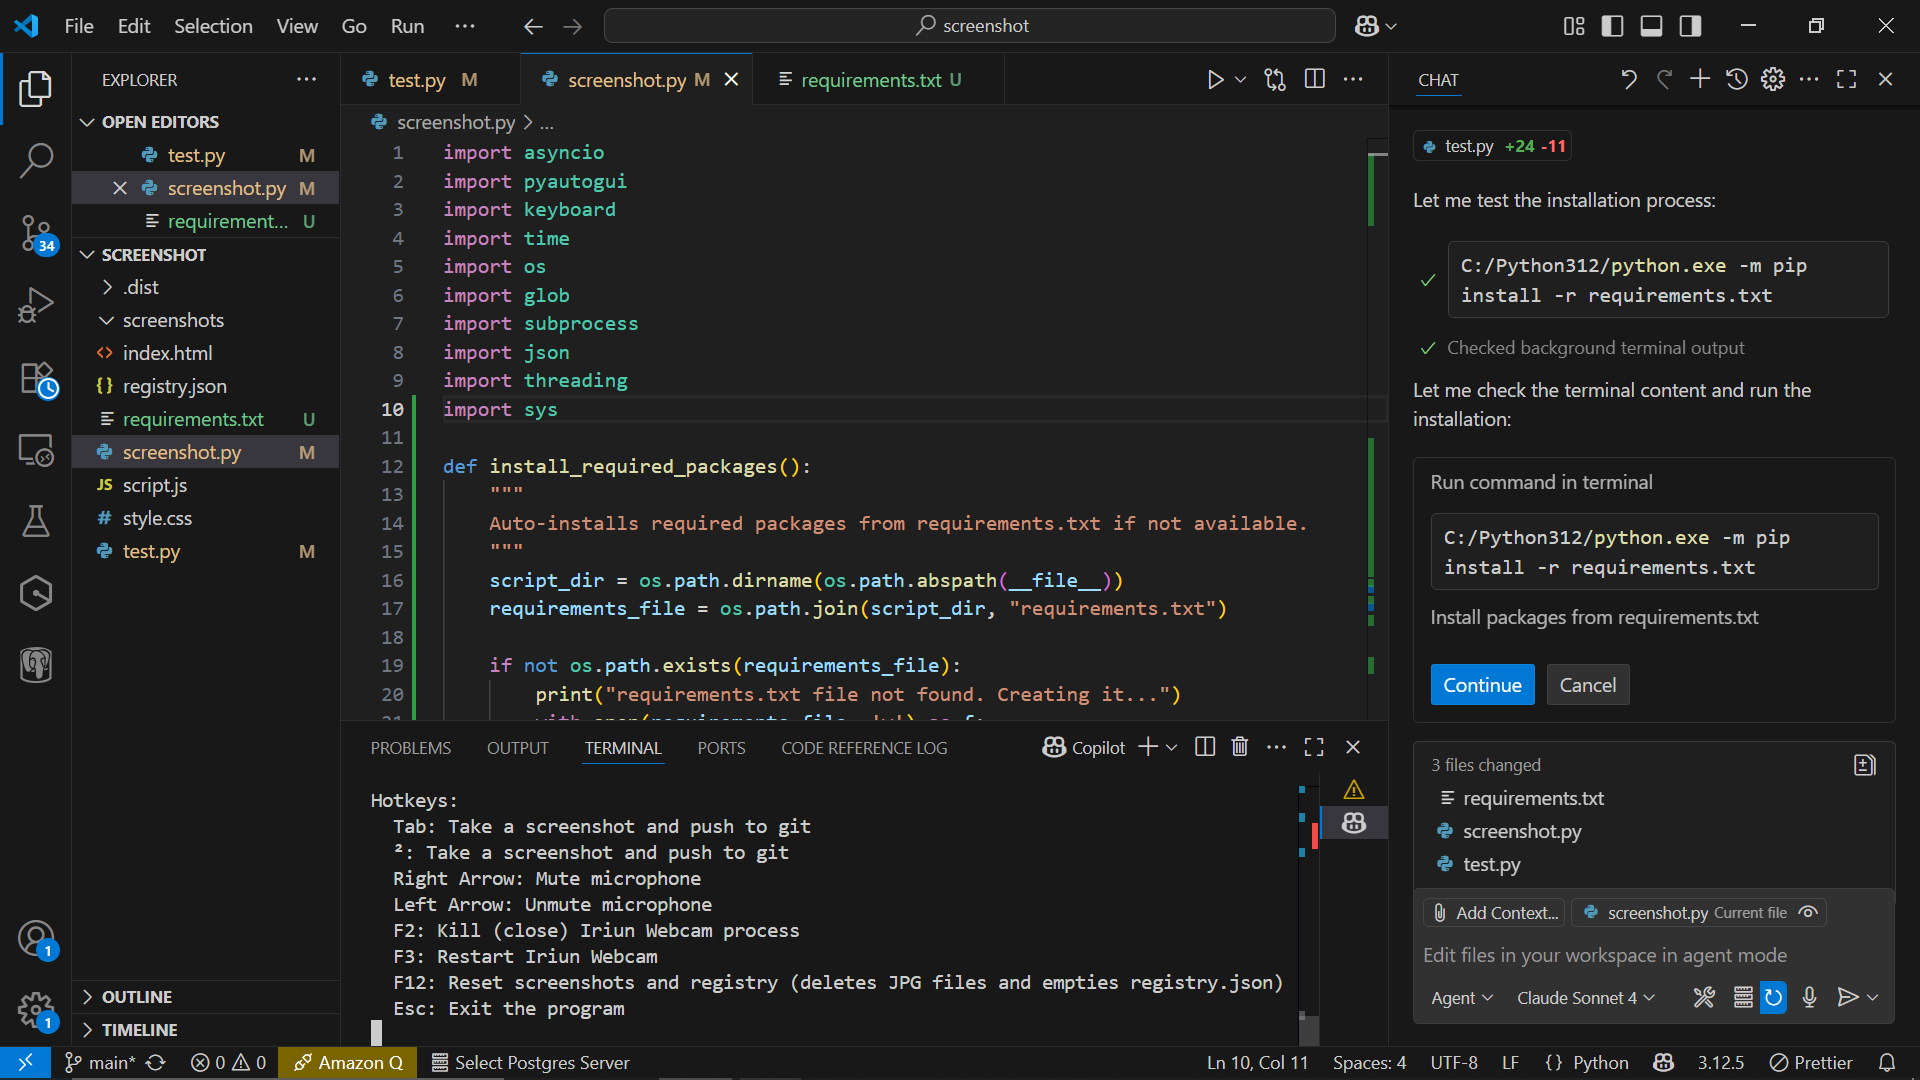 File Edit Selection View Go Run ···
screenshot
EXPLORER
OPEN EDITORS
test.py M
screenshot.py M
requirement... U
SCREENSHOT
.dist
screenshots
index.html
registry.json
requirements.txt U
screenshot.py M
script.js
style.css
test.py M
OUTLINE
TIMELINE
34
1
1
test.py M
screenshot.py M
requirements.txt U
screenshot.py > ...
1 import asyncio
2 import pyautogui
3 import keyboard
4 import time
5 import os
6 import glob
7 import subprocess
8 import json
9 import threading
10 import sys
11
12 def install_required_packages():
13 """
14 Auto-installs required packages from requirements.txt if not available.
15 """
16 script_dir = os.path.dirname(os.path.abspath(__file__))
17 requirements_file = os.path.join(script_dir, "requirements.txt")
18
19 if not os.path.exists(requirements_file):
20 print("requirements.txt file not found. Creating it...")
PROBLEMS OUTPUT TERMINAL PORTS CODE REFERENCE LOG
Copilot
Hotkeys:
Tab: Take a screenshot and push to git
²: Take a screenshot and push to git
Right Arrow: Mute microphone
Left Arrow: Unmute microphone
F2: Kill (close) Iriun Webcam process
F3: Restart Iriun Webcam
F12: Reset screenshots and registry (deletes JPG files and empties registry.json)
Esc: Exit the program
CHAT
test.py +24 -11
Let me test the installation process:
C:/Python312/python.exe -m pip
install -r requirements.txt
Checked background terminal output
Let me check the terminal content and run the
installation:
Run command in terminal
C:/Python312/python.exe -m pip
install -r requirements.txt
Install packages from requirements.txt
Continue Cancel
3 files changed
requirements.txt
screenshot.py
test.py
Add Context... screenshot.py Current file
Edit files in your workspace in agent mode
Agent Claude Sonnet 4
main* 0 0 Amazon Q Select Postgres Server
Ln 10, Col 11 Spaces: 4 UTF-8 LF {} Python 3.12.5 Prettier